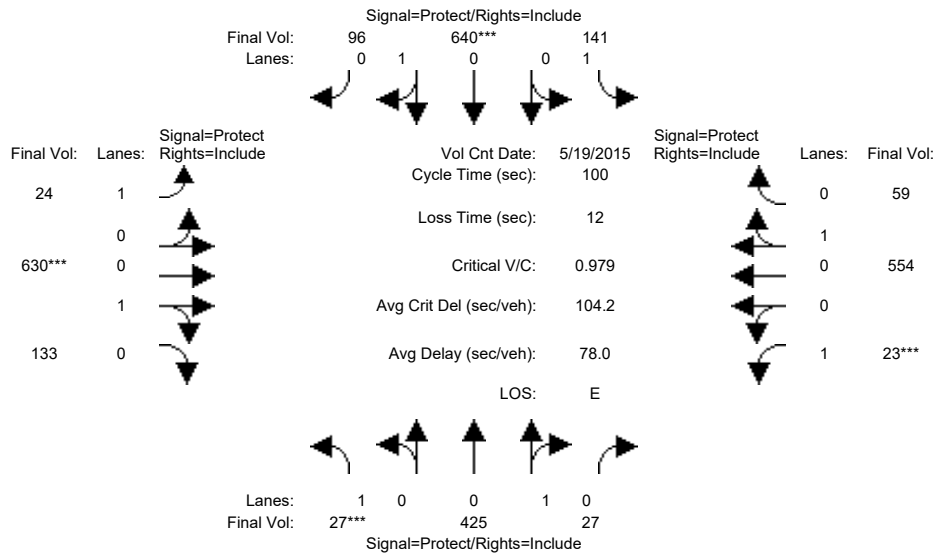 Signal=Protect/Rights=Include
Final Vol: 96 640*** 141
Lanes: 0 1 0 0 1
Signal=Protect
Final Vol: Lanes: Rights=Include
Vol Cnt Date: 5/19/2015
Signal=Protect
Rights=Include Lanes: Final Vol:
Cycle Time (sec): 100
24 1
0 59
Loss Time (sec): 12
0
1
630*** 0
Critical V/C: 0.979
0 554
1
Avg Crit Del (sec/veh): 104.2
0
133 0
Avg Delay (sec/veh): 78.0
1 23***
LOS: E
Lanes: 1 0 0 1 0
Final Vol: 27*** 425 27
Signal=Protect/Rights=Include